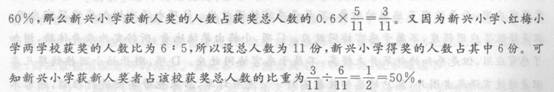 60%,那么新兴小学获新人奖的人数占获奖总人数的 0.6×5/11=3/11。又因为新兴小学、红梅小
学两学校获奖的人数比为 6:5,所以设总人数为 11 份,新兴小学得奖的人数占其中 6 份。可
知新兴小学获新人奖者占该校获奖总人数的比重为3/11÷6/11=1/2=50%。